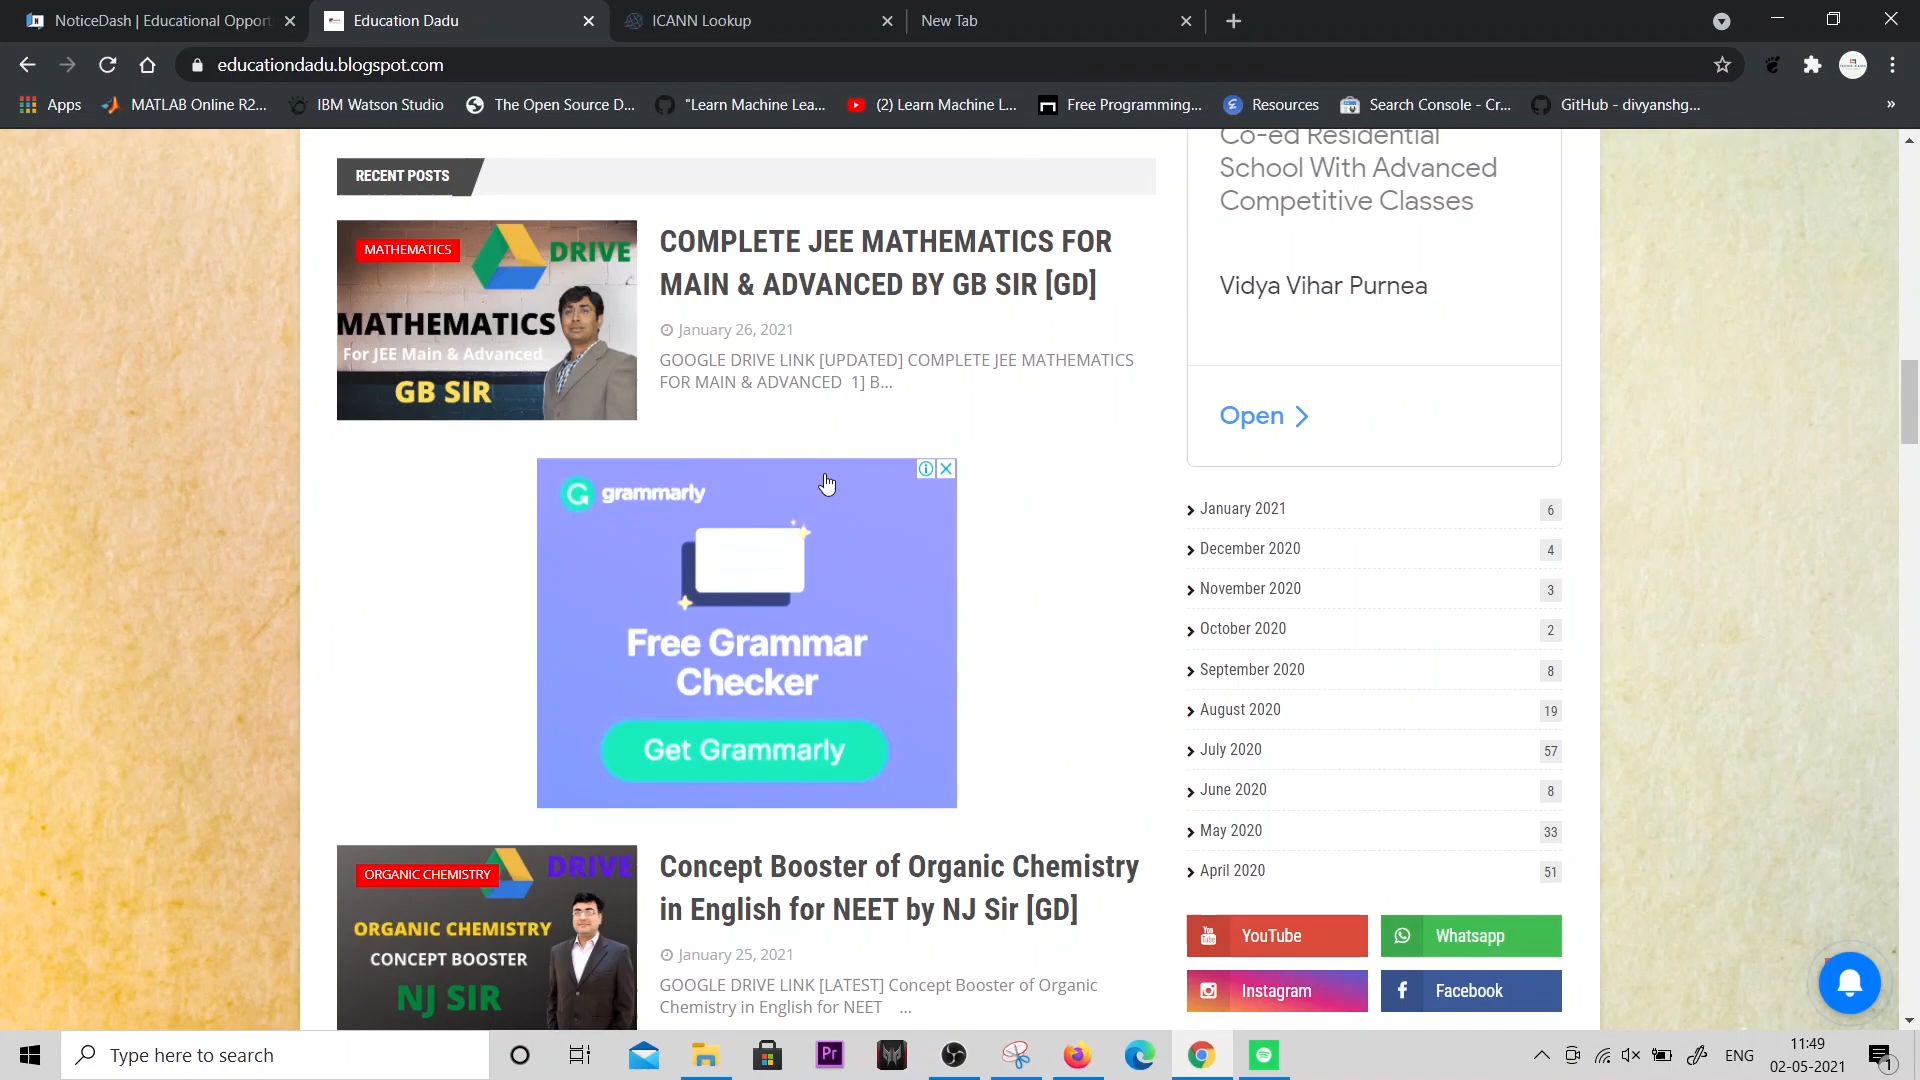 NoticeDash | Educational Opport
Education Dadu
ICANN Lookup
New Tab
educationdadu.blogspot.com
Apps
MATLAB Online R2...
IBM Watson Studio
The Open Source D...
"Learn Machine Lea...
(2) Learn Machine L...
Free Programming...
Resources
Search Console - Cr...
GitHub - divyanshg...
»
RECENT POSTS
MATHEMATICS
DRIVE
MATHEMATICS
For JEE Main & Advanced
GB SIR
COMPLETE JEE MATHEMATICS FOR
MAIN & ADVANCED BY GB SIR [GD]
January 26, 2021
GOOGLE DRIVE LINK [UPDATED] COMPLETE JEE MATHEMATICS
FOR MAIN & ADVANCED 1] B...
grammarly
Free Grammar
Checker
Get Grammarly
ORGANIC CHEMISTRY
DRIVE
ORGANIC CHEMISTRY
CONCEPT BOOSTER
NJ SIR
Concept Booster of Organic Chemistry
in English for NEET by NJ Sir [GD]
January 25, 2021
GOOGLE DRIVE LINK [LATEST] Concept Booster of Organic
Chemistry in English for NEET ...
Co-ed Residential
School With Advanced
Competitive Classes
Vidya Vihar Purnea
Open
January 2021 6
December 2020 4
November 2020 3
October 2020 2
September 2020 8
August 2020 19
July 2020 57
June 2020 8
May 2020 33
April 2020 51
YouTube
Whatsapp
Instagram
Facebook
Type here to search
Pr
ENG
11:49
02-05-2021
1